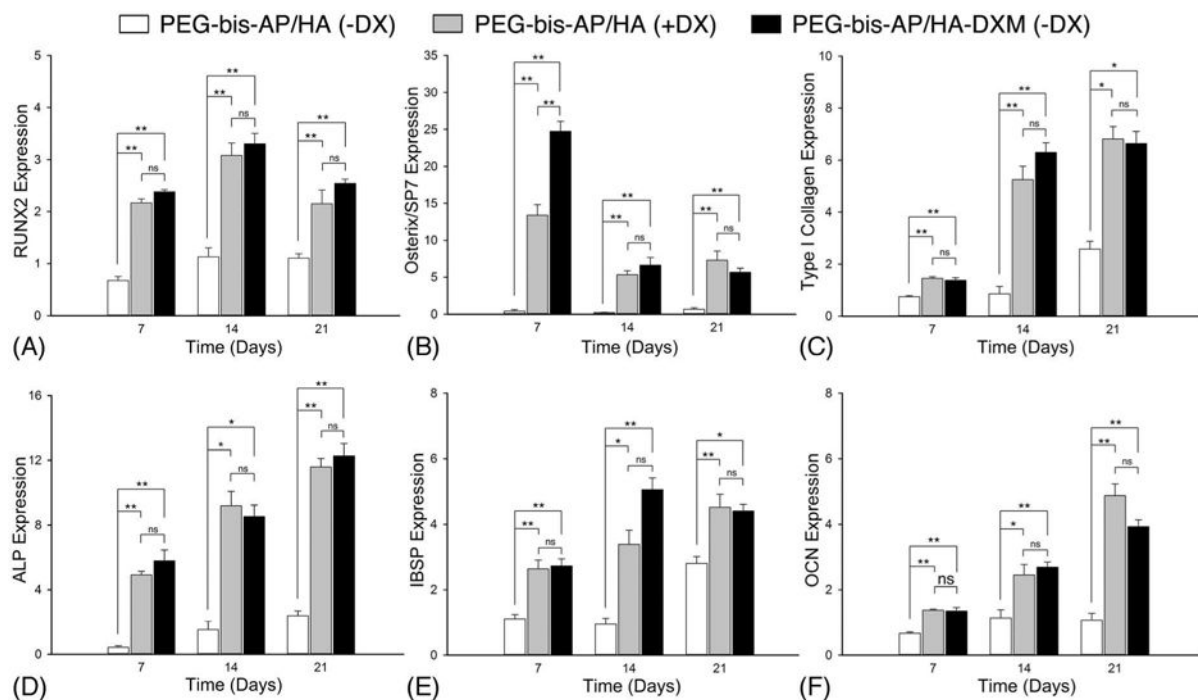 PEG-bis-AP/HA (-DX) PEG-bis-AP/HA (+DX) PEG-bis-AP/HA-DXM (-DX)
RUNX2 Expression
5
4
3
2
1
0
** ** ns
** ** ns
** ** ns
7 14 21
Time (Days)
(A)
Osterix/SP7 Expression
35
30
25
20
15
10
5
0
** ** **
** ** ns
** ** ns
7 14 21
Time (Days)
(B)
Type I Collagen Expression
10
8
6
4
2
0
** ** ns
** ** ns
* * ns
7 14 21
Time (Days)
(C)
ALP Expression
16
12
8
4
0
** ** ns
* * ns
** ** ns
7 14 21
Time (Days)
(D)
IBSP Expression
8
6
4
2
0
** ** ns
** * ns
* ** ns
7 14 21
Time (Days)
(E)
OCN Expression
8
6
4
2
0
** ** ns
** * ns
** ** ns
7 14 21
Time (Days)
(F)